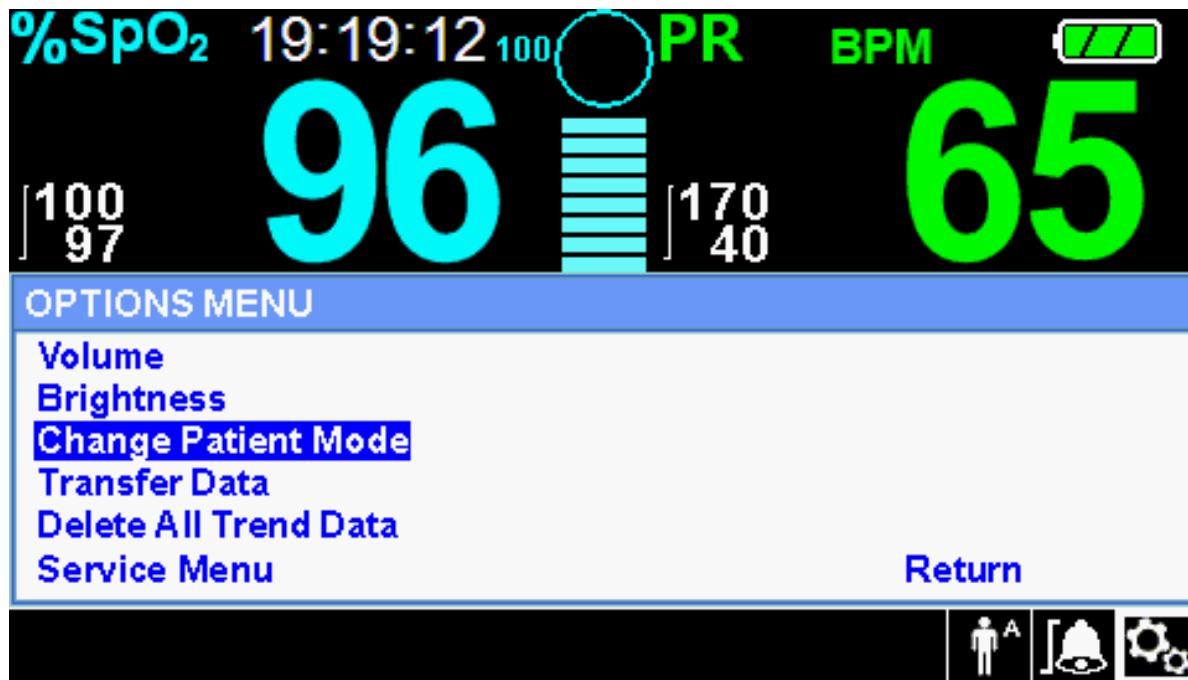 %SpO₂ 19:19:12 100 PR BPM
96 65
100 170
97 40
OPTIONS MENU
Volume
Brightness
Change Patient Mode
Transfer Data
Delete All Trend Data
Service Menu Return
A